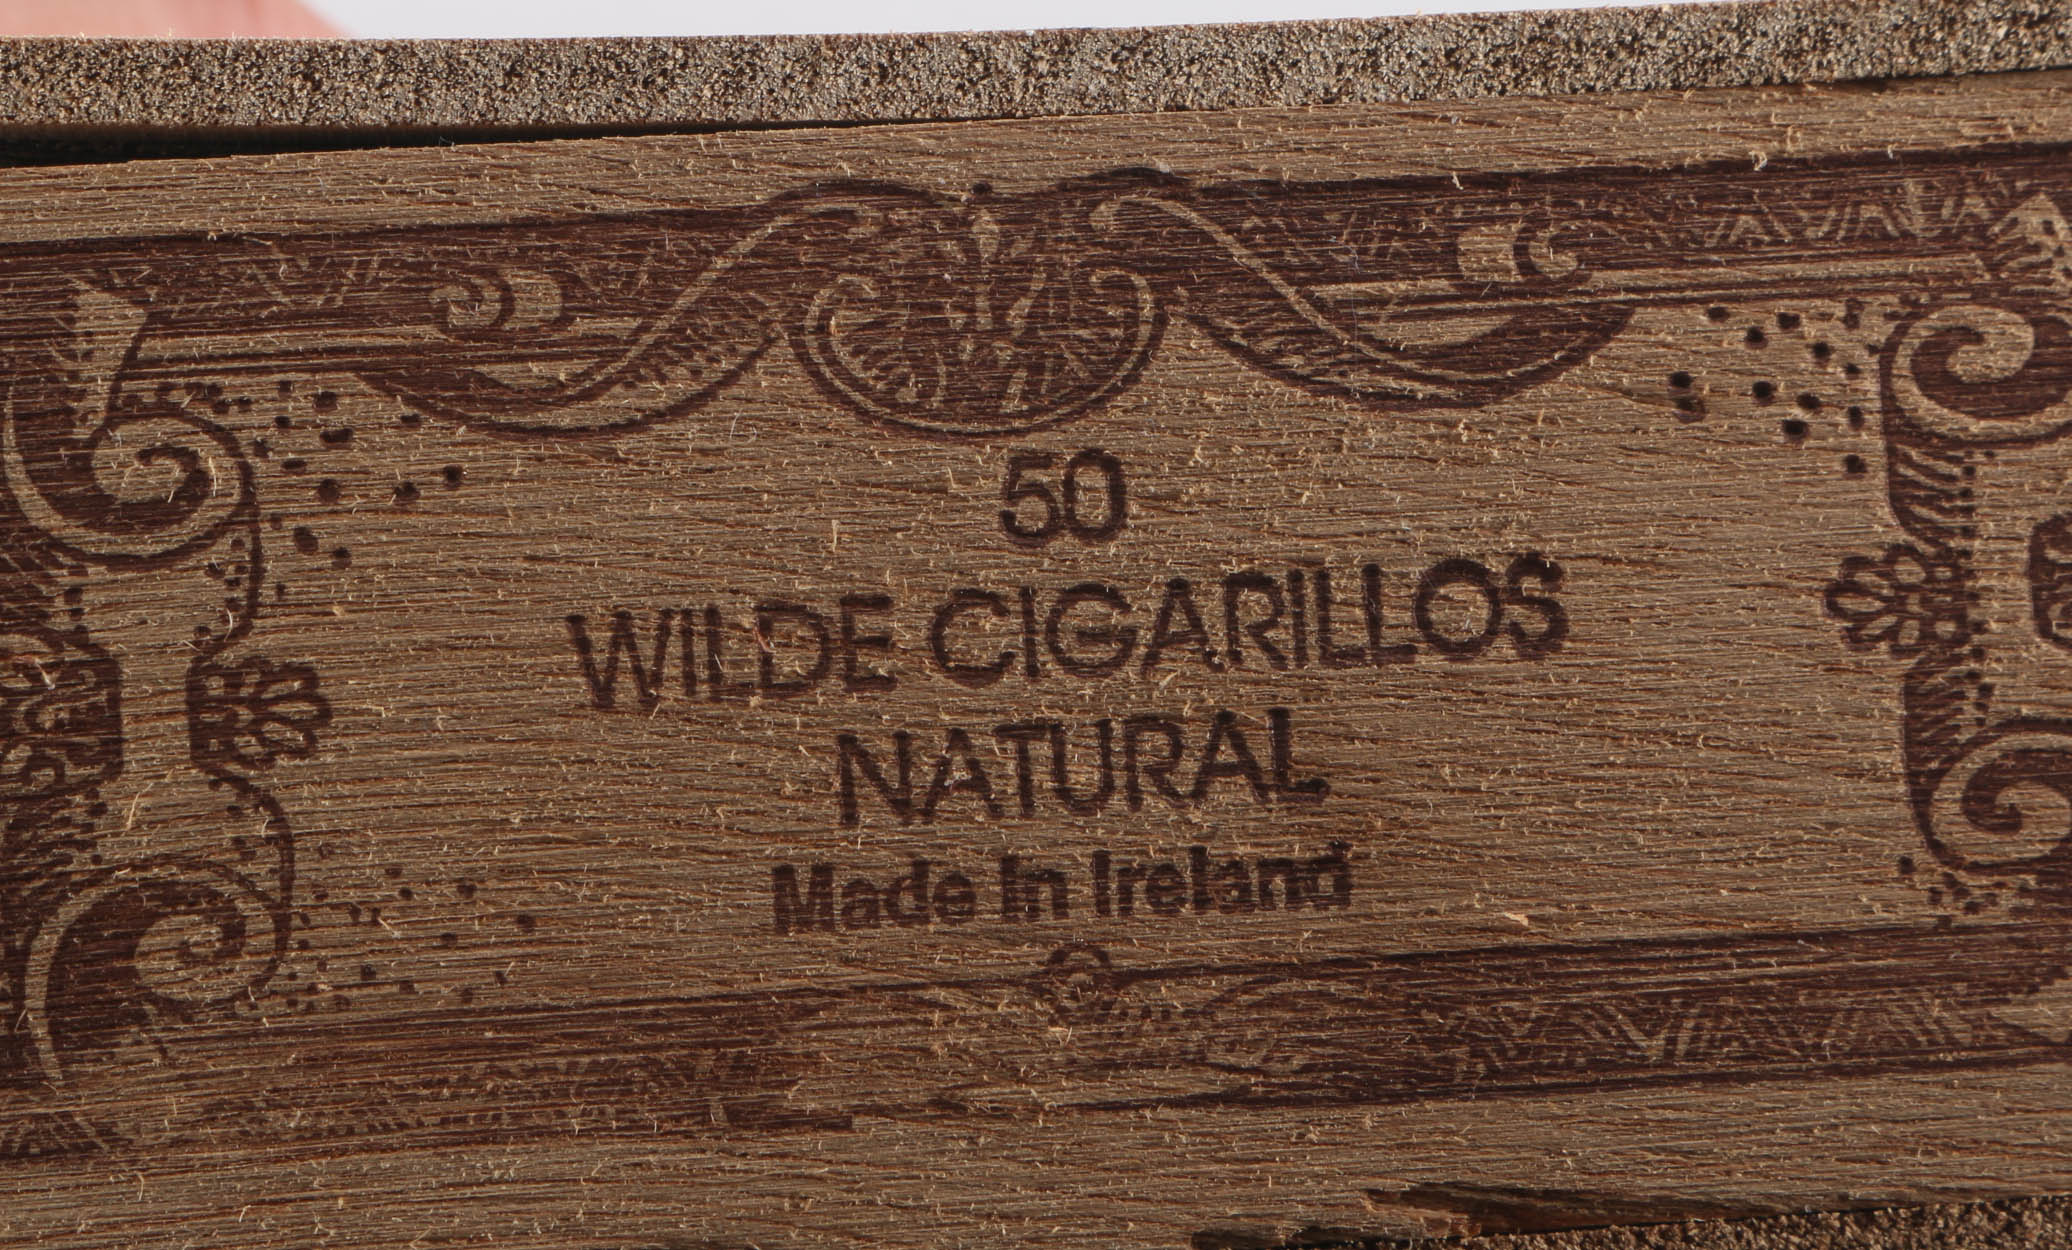 50
WILDE CIGARILLOS
NATURAL
Made In Ireland